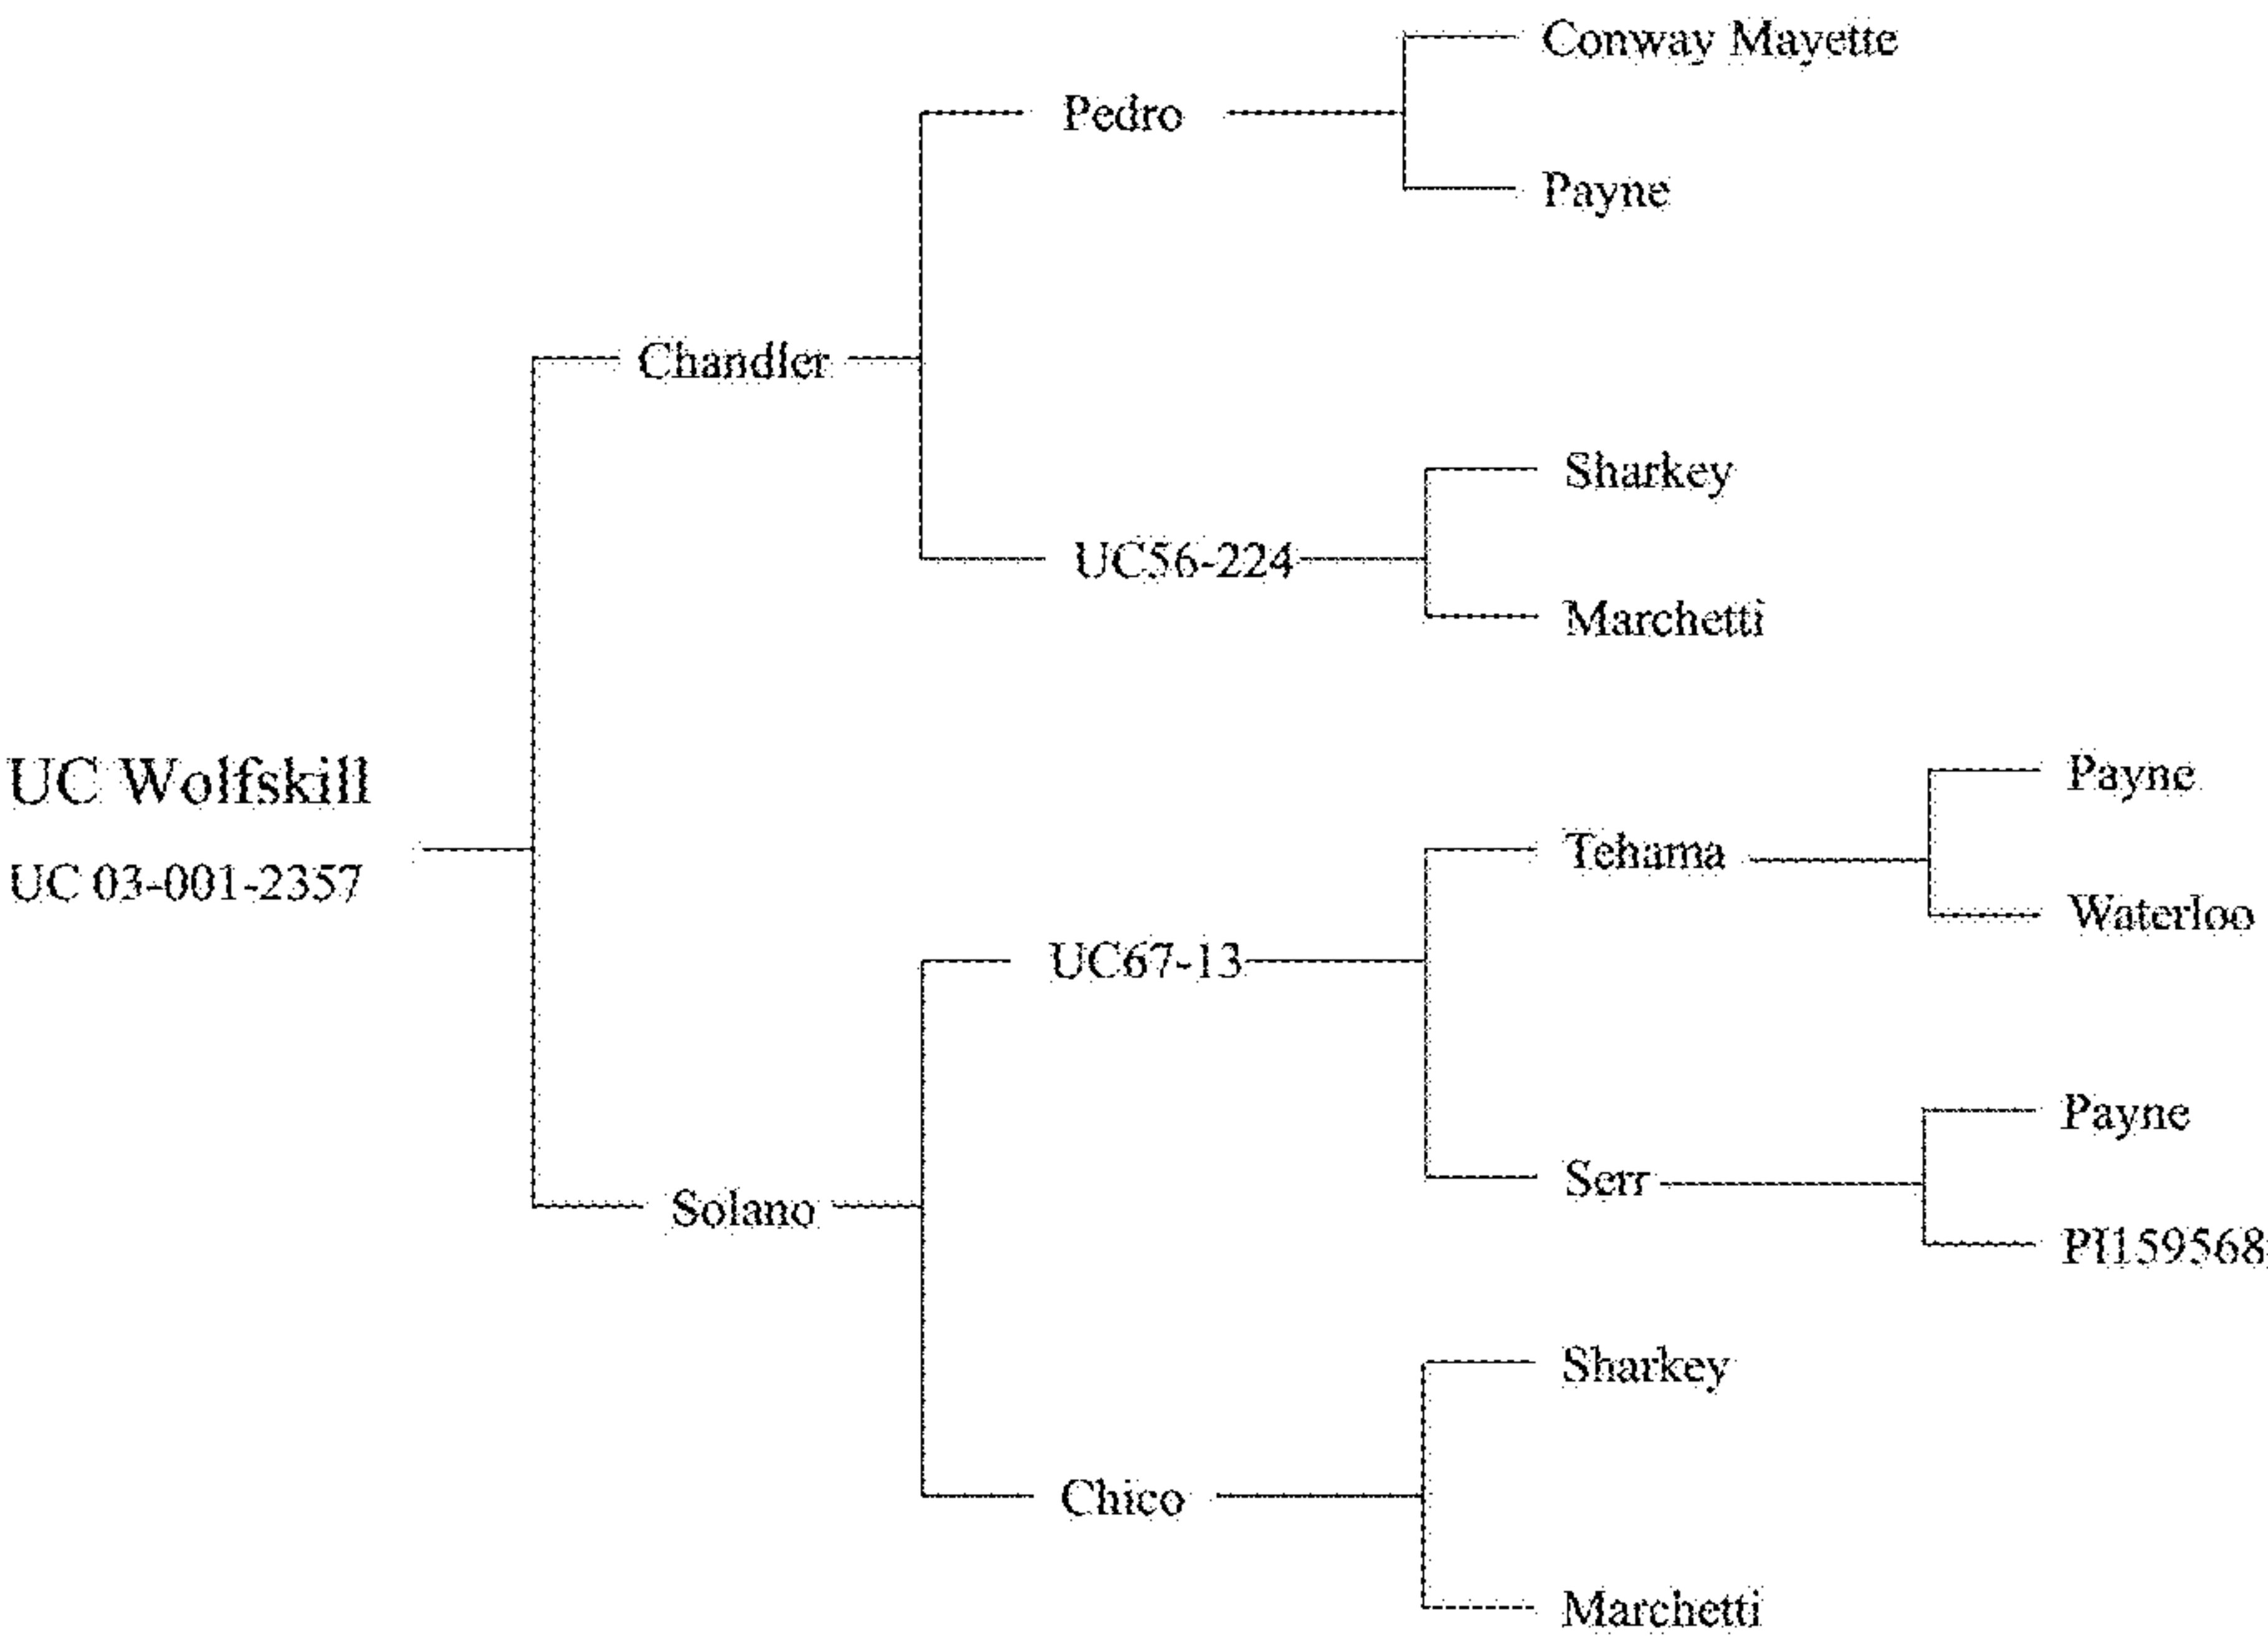 Conway Mayette
Pedro
Payne
Chandler
Sharkey
UC56-224
Marchetti
UC Wolfskill
UC 03-001-2357
Payne
Tehama
Waterloo
UC67-13
Payne
Serr
Solano
PI159568
Sharkey
Chico
Marchetti